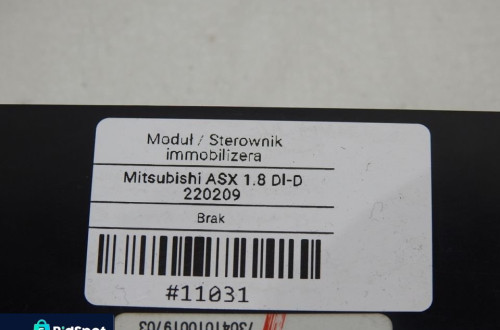 Moduł / Sterownik
immobilizera
Mitsubishi ASX 1.8 DI-D
220209
Brak
#11031